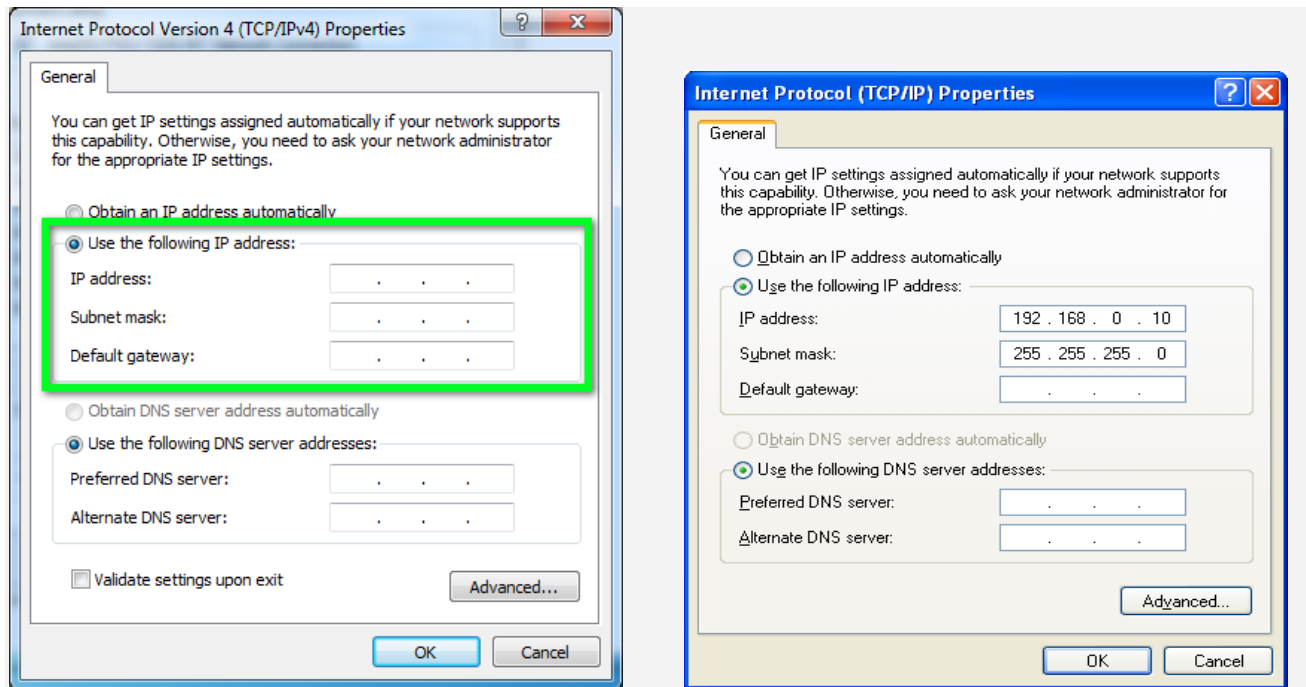 Internet Protocol Version 4 (TCP/IPv4) Properties
General
You can get IP settings assigned automatically if your network supports
this capability. Otherwise, you need to ask your network administrator
for the appropriate IP settings.
Obtain an IP address automatically
Use the following IP address:
IP address: . . .
Subnet mask: . . .
Default gateway: . . .
Obtain DNS server address automatically
Use the following DNS server addresses:
Preferred DNS server: . . .
Alternate DNS server: . . .
Validate settings upon exit
Advanced...
OK Cancel
Internet Protocol (TCP/IP) Properties
General
You can get IP settings assigned automatically if your network supports
this capability. Otherwise, you need to ask your network administrator for
the appropriate IP settings.
Obtain an IP address automatically
Use the following IP address:
IP address: 192 . 168 . 0 . 10
Subnet mask: 255 . 255 . 255 . 0
Default gateway: . . .
Obtain DNS server address automatically
Use the following DNS server addresses:
Preferred DNS server: . . .
Alternate DNS server: . . .
Advanced...
OK Cancel